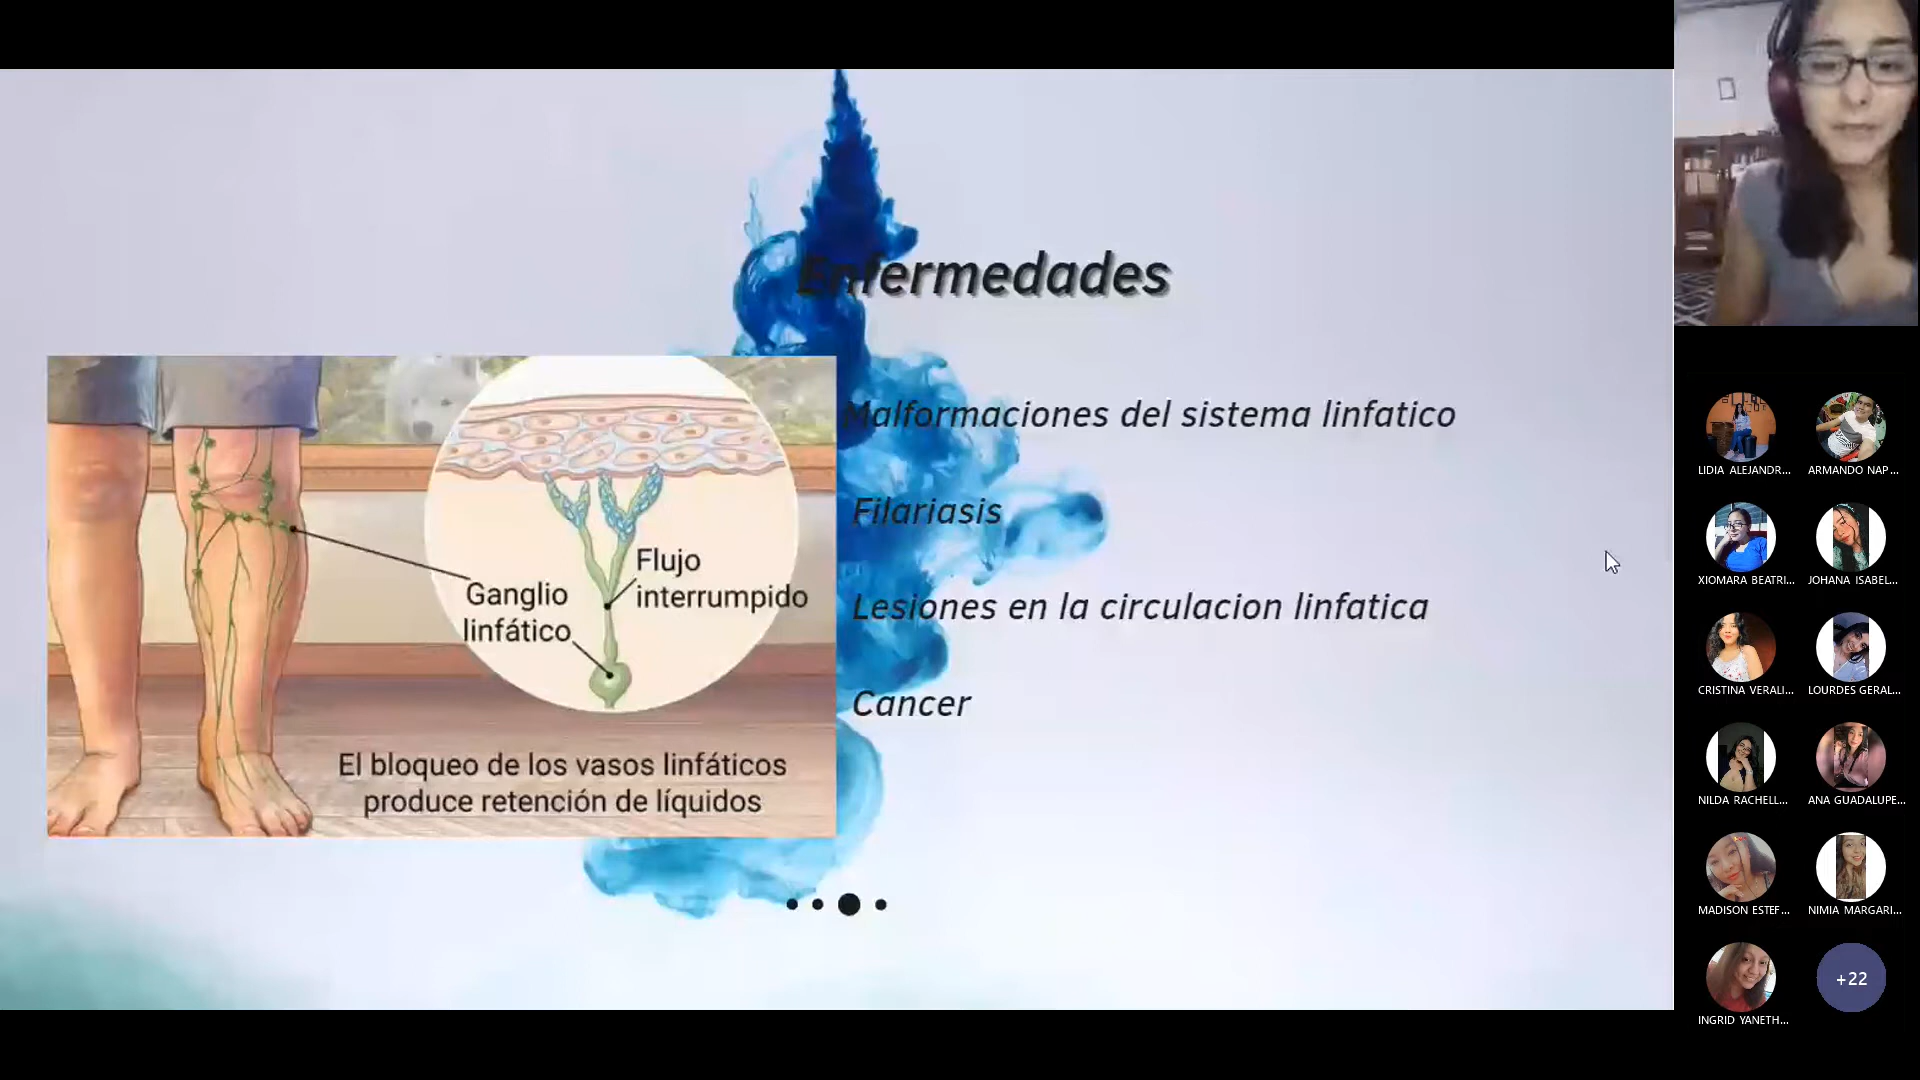 Enfermedades
Malformaciones del sistema linfatico
Filariasis
Lesiones en la circulacion linfatica
Cancer
Flujo
interrumpido
Ganglio
linfático
El bloqueo de los vasos linfáticos
produce retención de líquidos
LIDIA ALEJANDR...
ARMANDO NAP...
XIOMARA BEATRI...
JOHANA ISABEL...
CRISTINA VERALI...
LOURDES GERAL...
NILDA RACHELL...
ANA GUADALUPE...
MADISON ESTEF...
NIMIA MARGARI...
INGRID YANETH...
+22